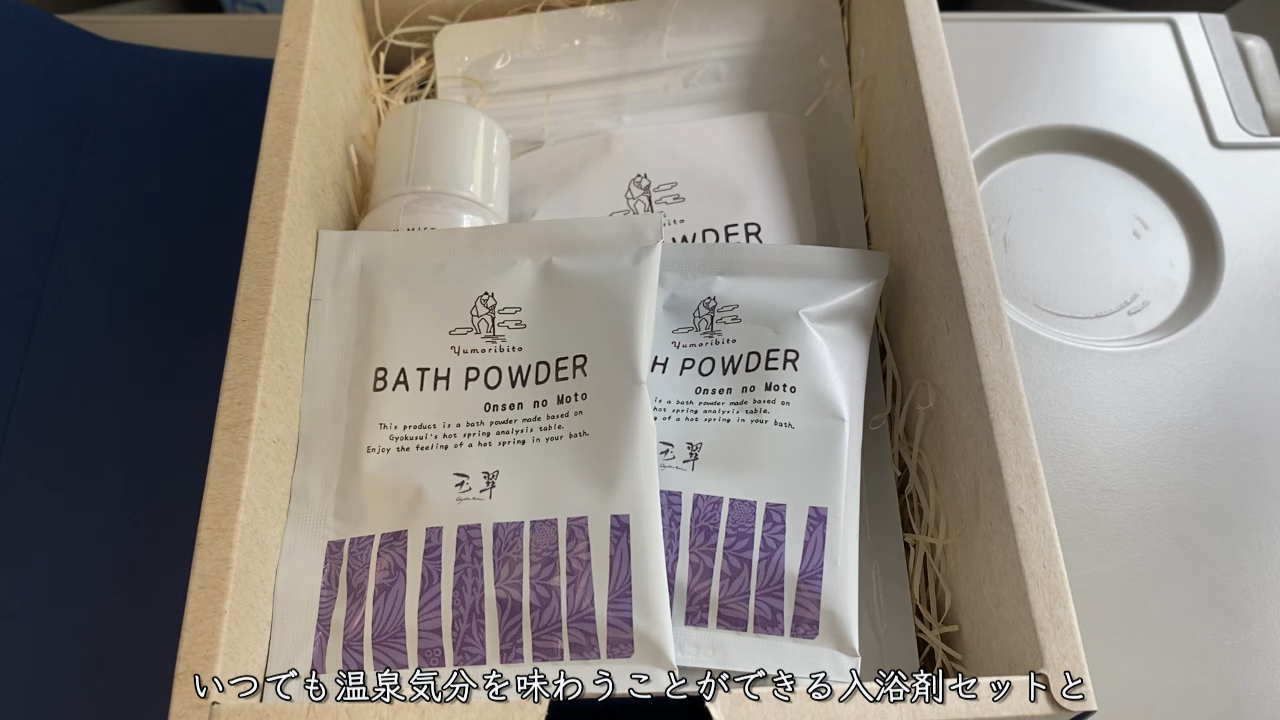 Yumoribito
WDER
Yumoribito
BATH POWDER
Onsen no Moto
This product is a bath powder made based on
Gyokusui's hot spring analysis table.
Enjoy the feeling of a hot spring in your bath.
玉翠
Yumoribito
H POWDER
Onsen no Moto
is a bath powder made based on
hot spring analysis table.
of a hot spring in your bath.
玉翠
いつでも温泉気分を味わうことができる入浴剤セットと